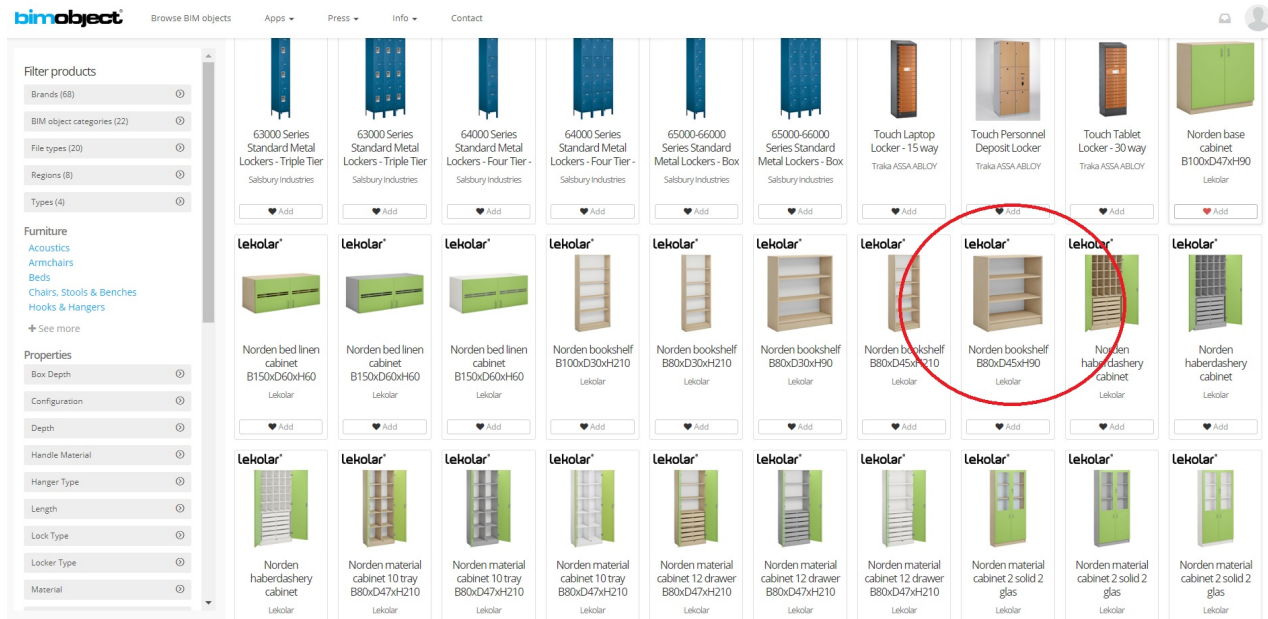 bimobject
Browse BIM objects Apps Press Info Contact
Filter products
Brands (68)
BIM object categories (22)
File types (20)
Regions (8)
Types (4)
Furniture
Acoustics
Armchairs
Beds
Chairs, Stools & Benches
Hooks & Hangers
+ See more
Properties
Box Depth
Configuration
Depth
Handle Material
Hanger Type
Length
Lock Type
Locker Type
Material
63000 Series
Standard Metal
Lockers - Triple Tier
Salsbury Industries
Add
63000 Series
Standard Metal
Lockers - Triple Tier
Salsbury Industries
Add
64000 Series
Standard Metal
Lockers - Four Tier -
Salsbury Industries
Add
64000 Series
Standard Metal
Lockers - Four Tier -
Salsbury Industries
Add
65000-66000
Series Standard
Metal Lockers - Box
Salsbury Industries
Add
65000-66000
Series Standard
Metal Lockers - Box
Salsbury Industries
Add
Touch Laptop
Locker - 15 way
Traka ASSA ABLOY
Add
Touch Personnel
Deposit Locker
Traka ASSA ABLOY
Add
Touch Tablet
Locker - 30 way
Traka ASSA ABLOY
Add
Norden base
cabinet
B100xD47xH90
Lekolar
Add
lekolar
Norden bed linen
cabinet
B150xD60xH60
Lekolar
Add
lekolar
Norden bed linen
cabinet
B150xD60xH60
Lekolar
Add
lekolar
Norden bed linen
cabinet
B150xD60xH60
Lekolar
Add
lekolar
Norden bookshelf
B100xD30xH210
Lekolar
Add
lekolar
Norden bookshelf
B80xD30xH210
Lekolar
Add
lekolar
Norden bookshelf
B80xD30xH90
Lekolar
Add
lekolar
Norden bookshelf
B80xD45xH210
Lekolar
Add
lekolar
Norden bookshelf
B80xD45xH90
Lekolar
Add
lekolar
Norden
haberdashery
cabinet
Lekolar
Add
lekolar
Norden
haberdashery
cabinet
Lekolar
Add
lekolar
Norden
haberdashery
cabinet
Lekolar
lekolar
Norden material
cabinet 10 tray
B80xD47xH210
Lekolar
lekolar
Norden material
cabinet 10 tray
B80xD47xH210
Lekolar
lekolar
Norden material
cabinet 10 tray
B80xD47xH210
Lekolar
lekolar
Norden material
cabinet 12 drawer
B80xD47xH210
Lekolar
lekolar
Norden material
cabinet 12 drawer
B80xD47xH210
Lekolar
lekolar
Norden material
cabinet 12 drawer
B80xD47xH210
Lekolar
lekolar
Norden material
cabinet 2 solid 2
glas
Lekolar
lekolar
Norden material
cabinet 2 solid 2
glas
Lekolar
lekolar
Norden material
cabinet 2 solid 2
glas
Lekolar